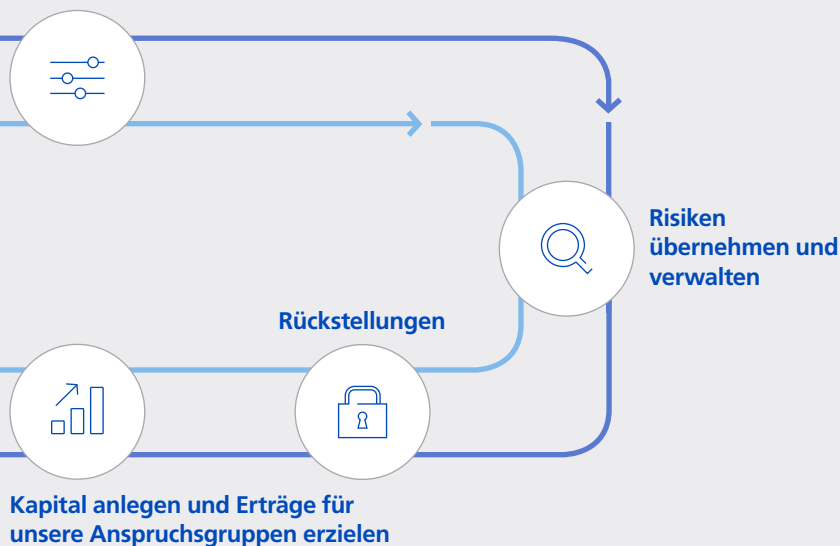 Risiken
übernehmen und
verwalten
Rückstellungen
Kapital anlegen und Erträge für
unsere Anspruchsgruppen erzielen